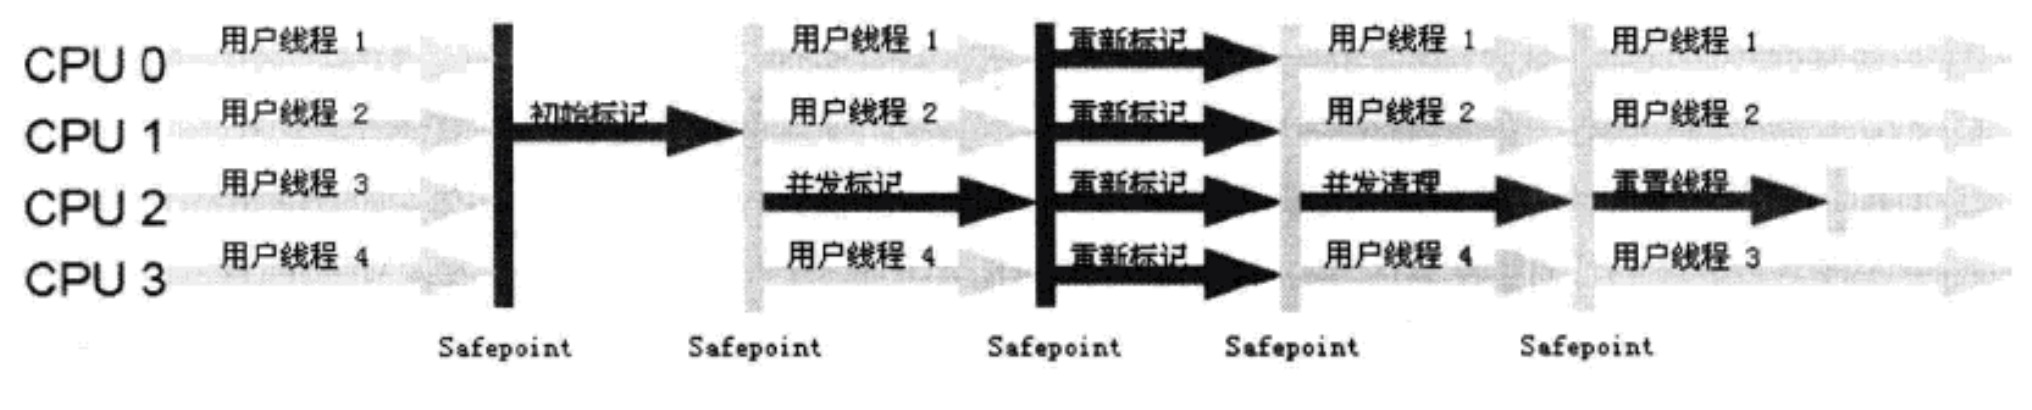 CPU 0 用户线程 1 用户线程 1 重新标记 用户线程 1 用户线程 1
CPU 1 用户线程 2 初始标记 用户线程 2 重新标记 用户线程 2 用户线程 2
CPU 2 用户线程 3 并发标记 重新标记 并发清理 重置线程
CPU 3 用户线程 4 用户线程 4 重新标记 用户线程 4 用户线程 3
Safepoint Safepoint Safepoint Safepoint Safepoint